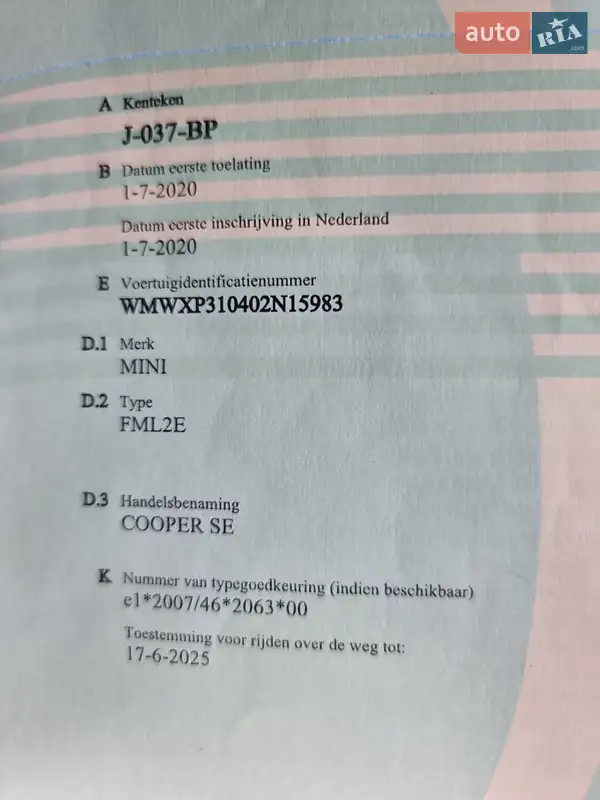 auto RIA .com
A Kenteken
J-037-BP
B Datum eerste toelating
1-7-2020
Datum eerste inschrijving in Nederland
1-7-2020
E Voertuigidentificatienummer
WMWXP310402N15983
D.1 Merk
MINI
D.2 Type
FML2E
D.3 Handelsbenaming
COOPER SE
K Nummer van typegoedkeuring (indien beschikbaar)
e1*2007/46*2063*00
Toestemming voor rijden over de weg tot:
17-6-2025